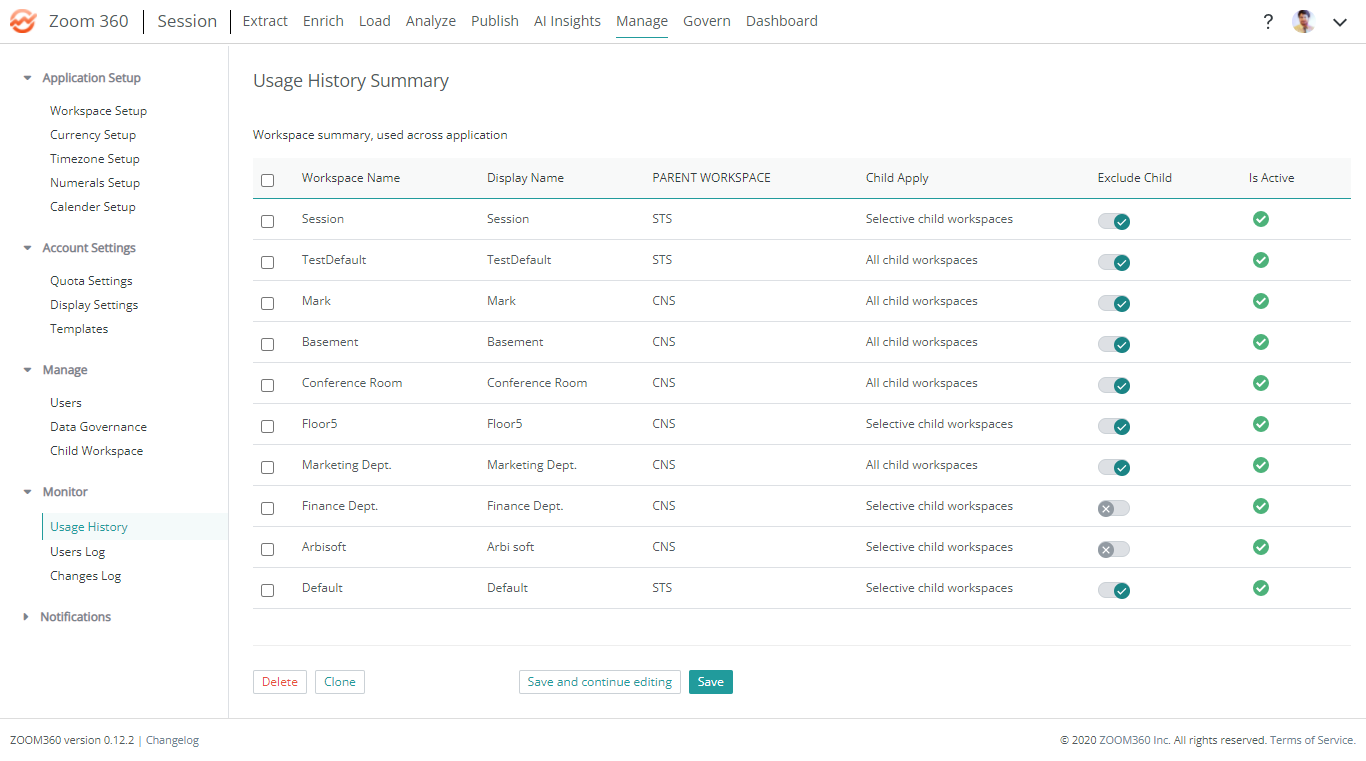 Zoom 360 Session Extract Enrich Load Analyze Publish AI Insights Manage Govern Dashboard ?
Application Setup
Workspace Setup
Currency Setup
Timezone Setup
Numerals Setup
Calender Setup
Account Settings
Quota Settings
Display Settings
Templates
Manage
Users
Data Governance
Child Workspace
Monitor
Usage History
Users Log
Changes Log
Notifications
Usage History Summary
Workspace summary, used across application
Workspace Name Display Name PARENT WORKSPACE Child Apply Exclude Child Is Active
Session Session STS Selective child workspaces
TestDefault TestDefault STS All child workspaces
Mark Mark CNS All child workspaces
Basement Basement CNS All child workspaces
Conference Room Conference Room CNS All child workspaces
Floor5 Floor5 CNS Selective child workspaces
Marketing Dept. Marketing Dept. CNS All child workspaces
Finance Dept. Finance Dept. CNS Selective child workspaces
Arbisoft Arbi soft CNS Selective child workspaces
Default Default STS Selective child workspaces
Delete Clone Save and continue editing Save
ZOOM360 version 0.12.2 | Changelog © 2020 ZOOM360 Inc. All rights reserved. Terms of Service.